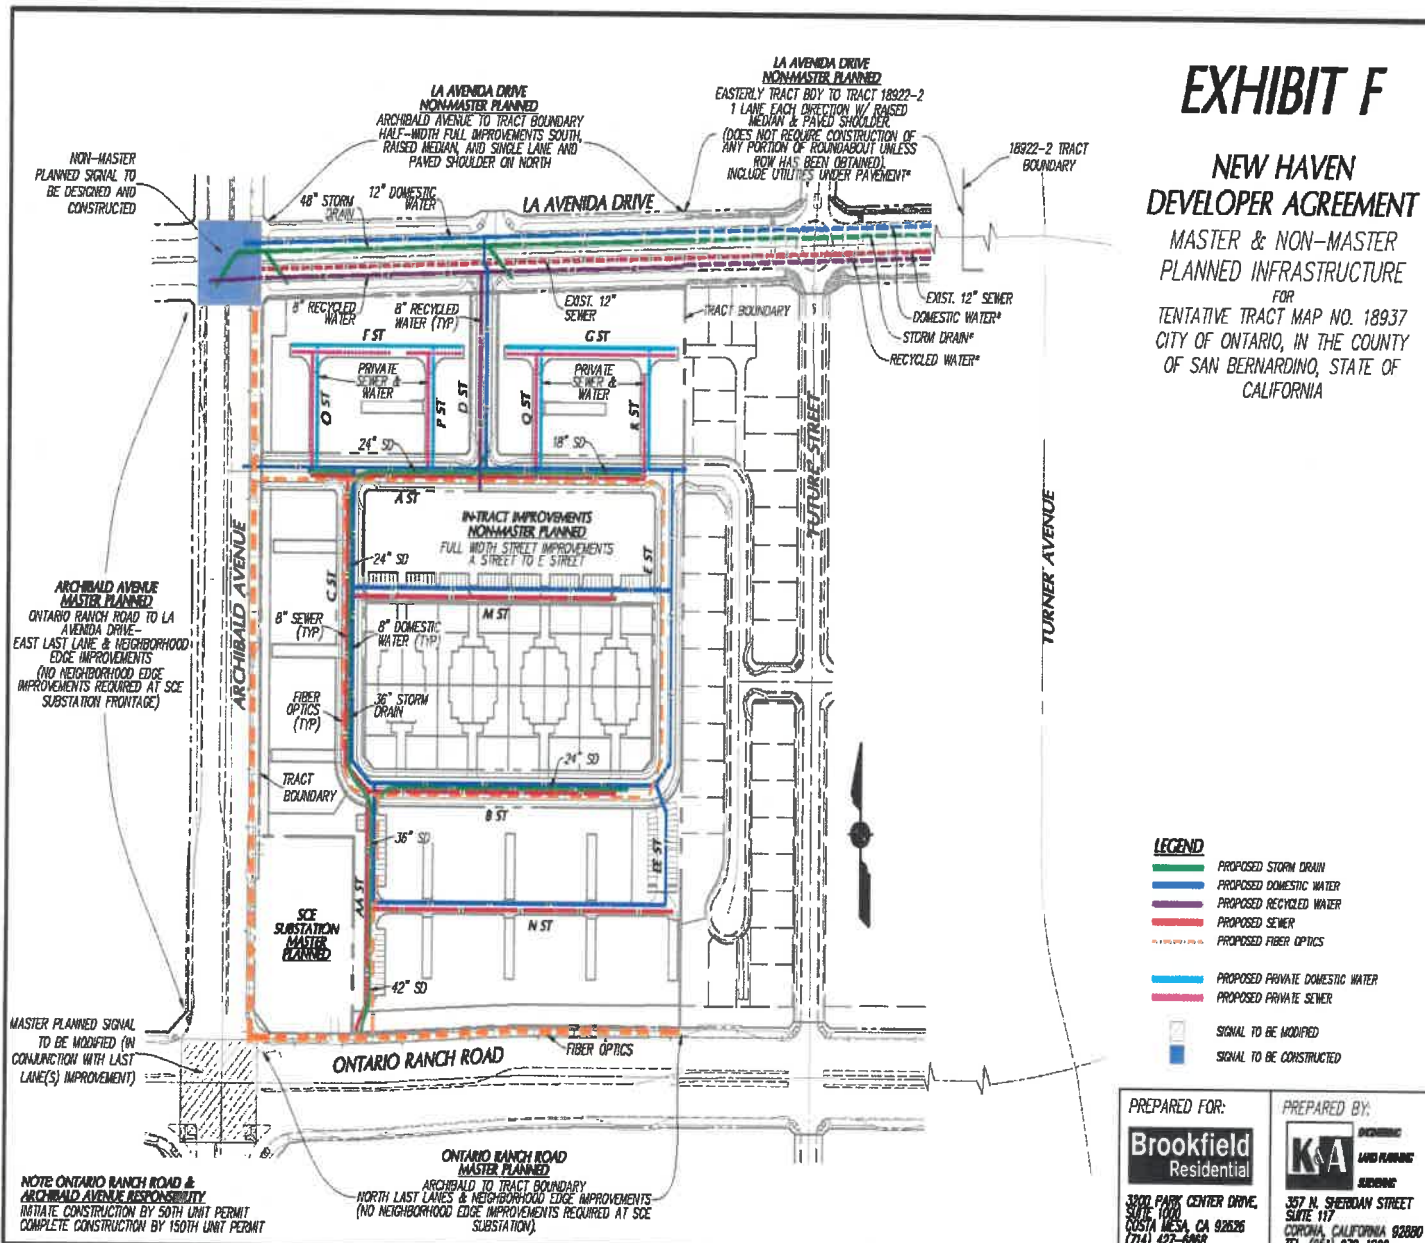 EXHIBIT F
NEW HAVEN
DEVELOPER AGREEMENT
MASTER & NON-MASTER
PLANNED INFRASTRUCTURE
FOR
TENTATIVE TRACT MAP NO. 18937
CITY OF ONTARIO, IN THE COUNTY
OF SAN BERNARDINO, STATE OF
CALIFORNIA
LA AVENIDA DRIVE
NON-MASTER PLANNED
ARCHIBALD AVENUE TO TRACT BOUNDARY
HALF-WIDTH FULL IMPROVEMENTS SOUTH,
RAISED MEDIAN, AND SINGLE LANE AND
PAVED SHOULDER ON NORTH
LA AVENIDA DRIVE
NON-MASTER PLANNED
EASTERLY TRACT BDY TO TRACT 18922-2
1 LANE EACH DIRECTION W/ RAISED
MEDIAN & PAVED SHOULDER.
(DOES NOT REQUIRE CONSTRUCTION OF
ANY PORTION OF ROUNDABOUT UNLESS
ROW HAS BEEN OBTAINED).
INCLUDE UTILITIES UNDER PAVEMENT*
18922-2 TRACT
BOUNDARY
NON-MASTER
PLANNED SIGNAL TO
BE DESIGNED AND
CONSTRUCTED
48" STORM
DRAIN
12" DOMESTIC
WATER
LA AVENIDA DRIVE
8" RECYCLED
WATER
8" RECYCLED
WATER (TYP)
EXIST. 12"
SEWER
TRACT BOUNDARY
EXIST. 12" SEWER
DOMESTIC WATER*
STORM DRAIN*
RECYCLED WATER*
F ST
G ST
PRIVATE
SEWER &
WATER
PRIVATE
SEWER &
WATER
O ST
P ST
D ST
Q ST
R ST
24" SD
18" SD
A ST
IN-TRACT IMPROVEMENTS
NON-MASTER PLANNED
FULL WIDTH STREET IMPROVEMENTS
A STREET TO E STREET
24" SD
C ST
E ST
"FUTURE" STREET
TURNER AVENUE
ARCHIBALD AVENUE
ARCHIBALD AVENUE
MASTER PLANNED
ONTARIO RANCH ROAD TO LA
AVENIDA DRIVE-
EAST LAST LANE & NEIGHBORHOOD
EDGE IMPROVEMENTS
(NO NEIGHBORHOOD EDGE
IMPROVEMENTS REQUIRED AT SCE
SUBSTATION FRONTAGE)
M ST
8" SEWER
(TYP)
8" DOMESTIC
WATER (TYP)
FIBER
OPTICS
(TYP)
36" STORM
DRAIN
24" SD
TRACT
BOUNDARY
B ST
36" SD
EE ST
AA ST
SCE
SUBSTATION
MASTER
PLANNED
N ST
42" SD
MASTER PLANNED SIGNAL
TO BE MODIFIED (IN
CONJUNCTION WITH LAST
LANE(S) IMPROVEMENT)
ONTARIO RANCH ROAD
FIBER OPTICS
ONTARIO RANCH ROAD
MASTER PLANNED
ARCHIBALD TO TRACT BOUNDARY
NORTH LAST LANES & NEIGHBORHOOD EDGE IMPROVEMENTS
(NO NEIGHBORHOOD EDGE IMPROVEMENTS REQUIRED AT SCE
SUBSTATION).
NOTE ONTARIO RANCH ROAD &
ARCHIBALD AVENUE RESPONSIBILITY
INITIATE CONSTRUCTION BY 50TH UNIT PERMIT
COMPLETE CONSTRUCTION BY 150TH UNIT PERMIT
LEGEND
PROPOSED STORM DRAIN
PROPOSED DOMESTIC WATER
PROPOSED RECYCLED WATER
PROPOSED SEWER
PROPOSED FIBER OPTICS
PROPOSED PRIVATE DOMESTIC WATER
PROPOSED PRIVATE SEWER
SIGNAL TO BE MODIFIED
SIGNAL TO BE CONSTRUCTED
PREPARED FOR:
Brookfield
Residential
3200 PARK CENTER DRIVE,
SUITE 1000
COSTA MESA, CA 92626
(714) 427-6868
PREPARED BY:
K&A
ENGINEERING
LAND PLANNING
SURVEYING
357 N. SHERIDAN STREET
SUITE 117
CORONA, CALIFORNIA 92880